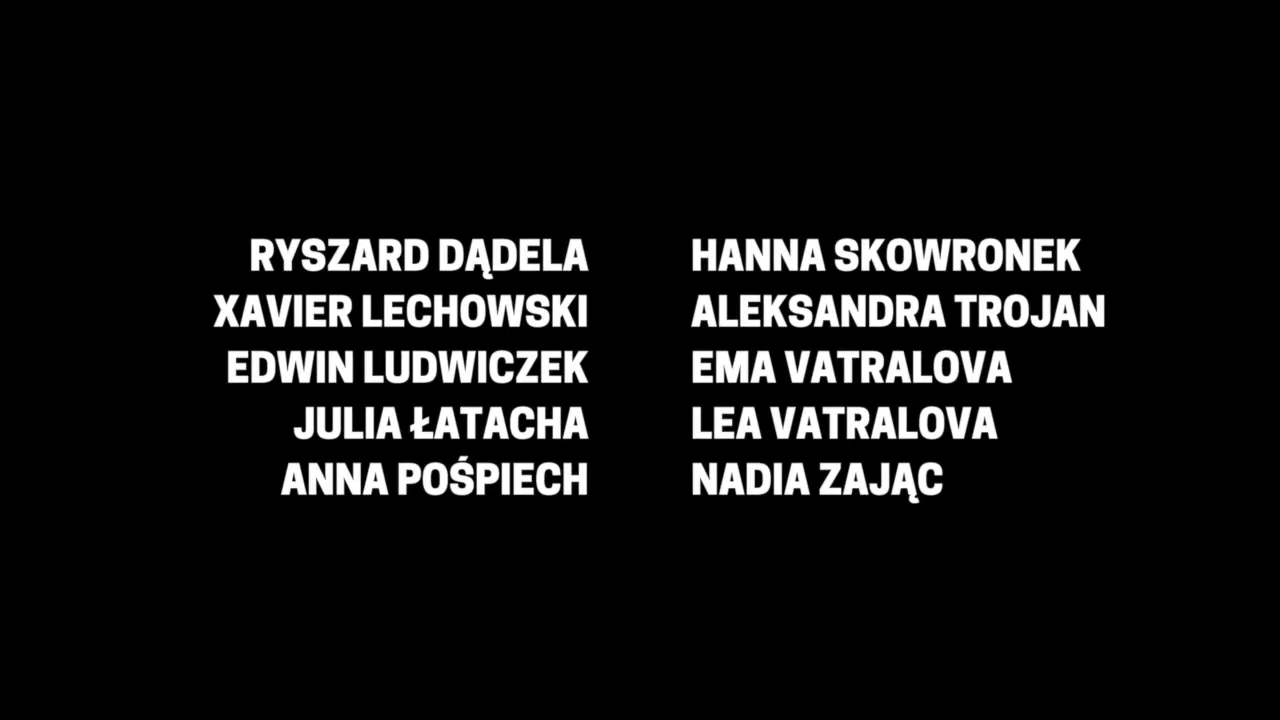 RYSZARD DĄDELA
XAVIER LECHOWSKI
EDWIN LUDWICZEK
JULIA ŁATACHA
ANNA POŚPIECH
HANNA SKOWRONEK
ALEKSANDRA TROJAN
EMA VATRALOVA
LEA VATRALOVA
NADIA ZAJĄC